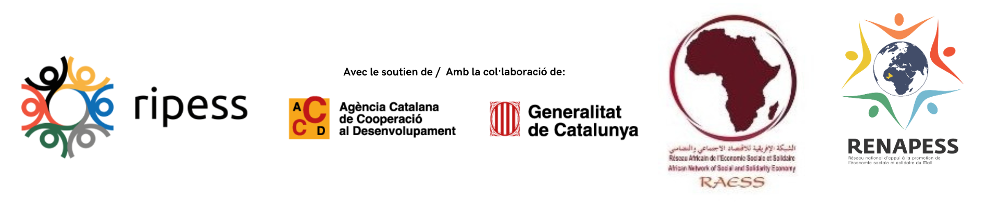 ripess
Avec le soutien de / Amb la col·laboració de:
A C C D
Agència Catalana
de Cooperació
al Desenvolupament
Generalitat
de Catalunya
الشبكة الإفريقية للاقتصاد الاجتماعي والتضامني
Réseau Africain de l'Economie Sociale et Solidaire
African Network of Social and Solidarity Economy
RAESS
RENAPESS
Réseau national d'appui à la promotion de
l'économie sociale et solidaire du Mali